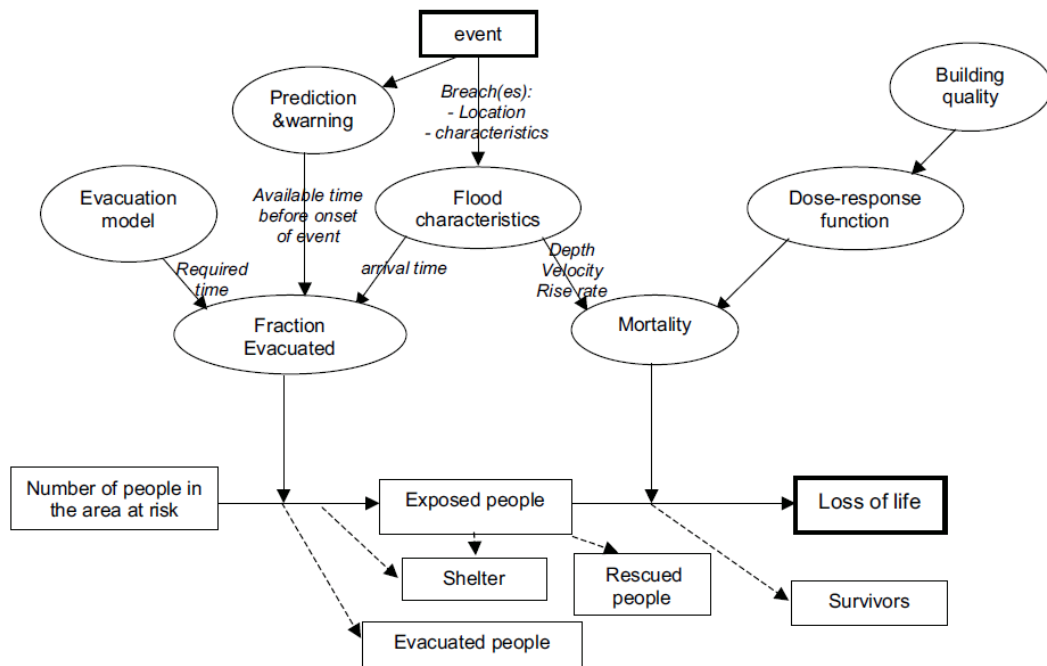 event
Building
quality
Prediction
&warning
Breach(es):
- Location
- characteristics
Evacuation
model
Available time
before onset
of event
Flood
characteristics
Dose-response
function
Required
time
arrival time
Depth
Velocity
Rise rate
Fraction
Evacuated
Mortality
Number of people in
the area at risk
Exposed people
Loss of life
Shelter
Rescued
people
Survivors
Evacuated people